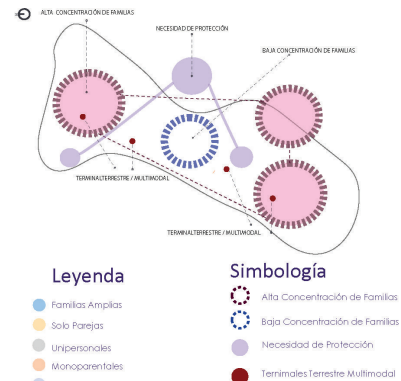 ALTA CONCENTRACIÓN DE FAMILIAS
NECESIDAD DE PROTECCIÓN
BAJA CONCENTRACIÓN DE FAMILIAS
TERMINALTERRESTRE / MULTIMODAL
TERMINALTERRESTRE / MULTIMODAL
Leyenda
Familias Amplias
Solo Parejas
Unipersonales
Monoparentales
Simbología
Alta Concentración de Familias
Baja Concentración de Familias
Necesidad de Protección
Ternimales Terrestre Multimodal